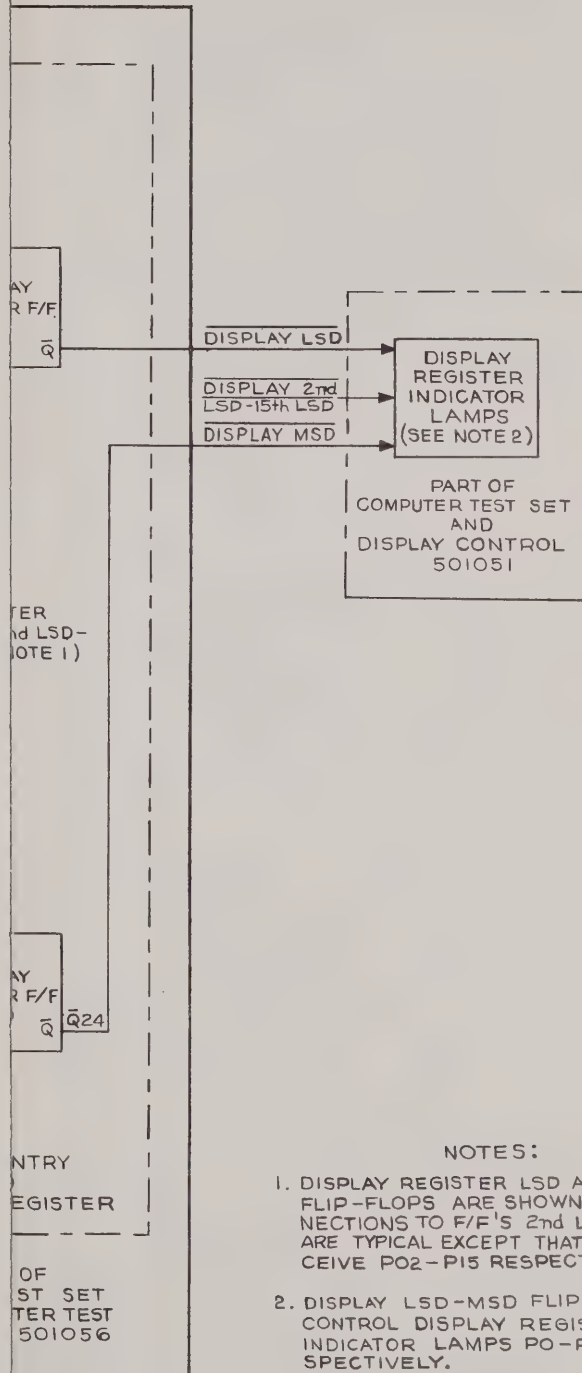 AY
R F/F.
Q̄
DISPLAY LSD
DISPLAY 2nd
LSD-15th LSD
DISPLAY MSD
DISPLAY
REGISTER
INDICATOR
LAMPS
(SEE NOTE 2)
PART OF
COMPUTER TEST SET
AND
DISPLAY CONTROL
501051
TER
nd LSD-
NOTE 1)
AY
R F/F
)
Q̄
Q̄24
NTRY
)
EGISTER
OF
ST SET
TER TEST
501056
NOTES:
1. DISPLAY REGISTER LSD A
FLIP-FLOPS ARE SHOWN
NECTIONS TO F/F'S 2nd L
ARE TYPICAL EXCEPT THAT
CEIVE PO2-P15 RESPECT
2. DISPLAY LSD-MSD FLIP
CONTROL DISPLAY REGIS
INDICATOR LAMPS PO-P
SPECTIVELY.